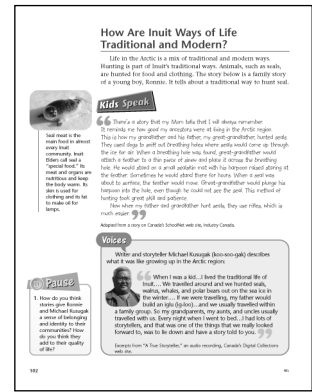 How Are Inuit Ways of Life
Traditional and Modern?
Life in the Arctic is a mix of traditional and modern ways.
Hunting is part of Inuit's traditional ways. Animals, such as seals,
are hunted for food and clothing. The story below is a family story
of a young boy, Ronnie. It tells about a traditional way to hunt seal.
Seal meat is the
main food in almost
every Inuit
community. Inuit
Elders call seal a
"special food." Its
meat and organs are
nutritious and keep
the body warm. Its
skin is used for
clothing and its fat
to make oil for
lamps.
Kids Speak
There's a story that my Mom tells that I will always remember.
It reminds me how good my ancestors were at living in the Arctic region.
This is how my great-grandfather, my father's grandfather, hunted seals.
They used dogs to sniff out breathing holes where seals would come up through
the ice for air. When a breathing hole was found, great-grandfather would
attach a feather to a thin piece of sinew and place it across the breathing
hole. He would stand on a small sealskin mat with his harpoon raised staring at
the feather. Sometimes he would stand there for hours. When a seal was
about to surface, the feather would move. Great-grandfather would plunge his
harpoon into the hole, even though he could not see the seal. This method of
hunting took great skill and patience.
Now when my father and grandfather hunt seals, they use rifles, which is
much easier.
Adapted from a story on Canada's SchoolNet web site, Industry Canada.
Voices
Writer and storyteller Michael Kusugak (koo-soo-gak) describes
what it was like growing up in the Arctic region:
When I was a kid...I lived the traditional life of
Inuit.... We travelled around and we hunted seals,
walrus, whales, and polar bears out on the sea ice in
the winter.... If we were travelling, my father would
build an iglu (ig-loo)...and we usually travelled within
a family group. So my grandparents, my aunts, and uncles usually
travelled with us. Every night when I went to bed...I had lots of
storytellers, and that was one of the things that we really looked
forward to, was to lie down and have a story told to you.
Excerpts from "A True Storyteller," an audio recording, Canada's Digital Collections
web site.
Pause
1. How do you think
stories give Ronnie
and Michael Kusugak
a sense of belonging
and identity to their
communities? How
do you think they
add to their quality
of life?
102